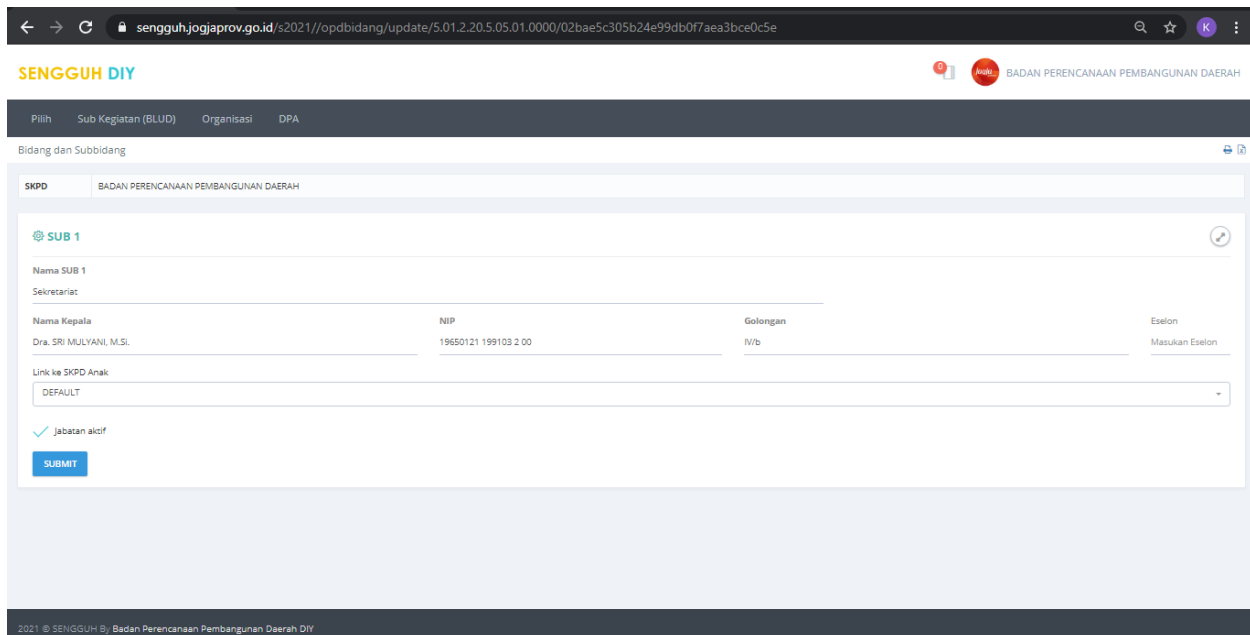 sengguh.jogjaprov.go.id/s2021//opdbidang/update/5.01.2.20.5.05.01.0000/02bae5c305b24e99db0f7aea3bce0c5e
K
SENGGUH DIY
0
jogja
BADAN PERENCANAAN PEMBANGUNAN DAERAH
Pilih Sub Kegiatan (BLUD) Organisasi DPA
Bidang dan Subbidang
SKPD BADAN PERENCANAAN PEMBANGUNAN DAERAH
SUB 1
Nama SUB 1
Sekretariat
Nama Kepala NIP Golongan Eselon
Dra. SRI MULYANI, M.Si. 19650121 199103 2 00 IV/b Masukan Eselon
Link ke SKPD Anak
DEFAULT
Jabatan aktif
SUBMIT
2021 © SENGGUH By Badan Perencanaan Pembangunan Daerah DIY